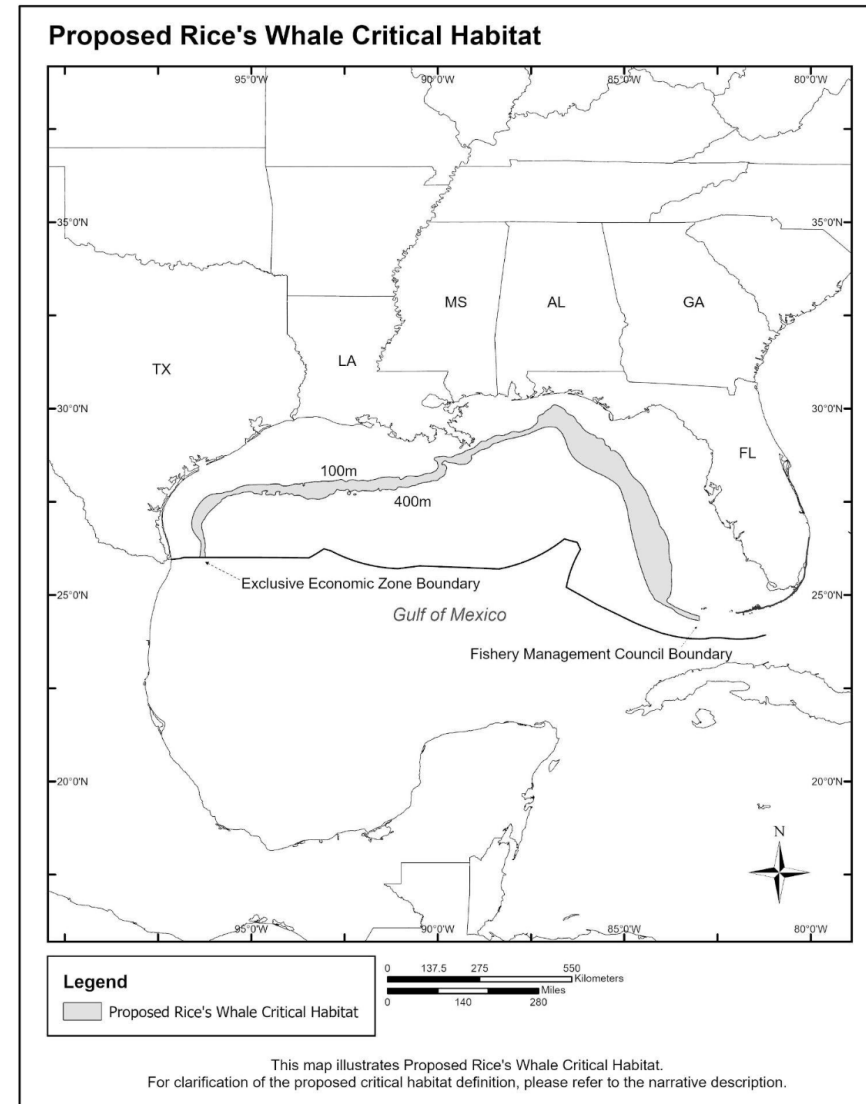 Proposed Rice's Whale Critical Habitat
95°0'W 90°0'W 85°0'W 80°0'W
35°0'N 35°0'N
MS AL GA
TX LA
30°0'N 30°0'N
FL
100m
400m
Exclusive Economic Zone Boundary
25°0'N 25°0'N
Gulf of Mexico
Fishery Management Council Boundary
20°0'N 20°0'N
N
95°0'W 90°0'W 85°0'W 80°0'W
Legend
Proposed Rice's Whale Critical Habitat
0 137.5 275 550
Kilometers
Miles
0 140 280
This map illustrates Proposed Rice's Whale Critical Habitat.
For clarification of the proposed critical habitat definition, please refer to the narrative description.